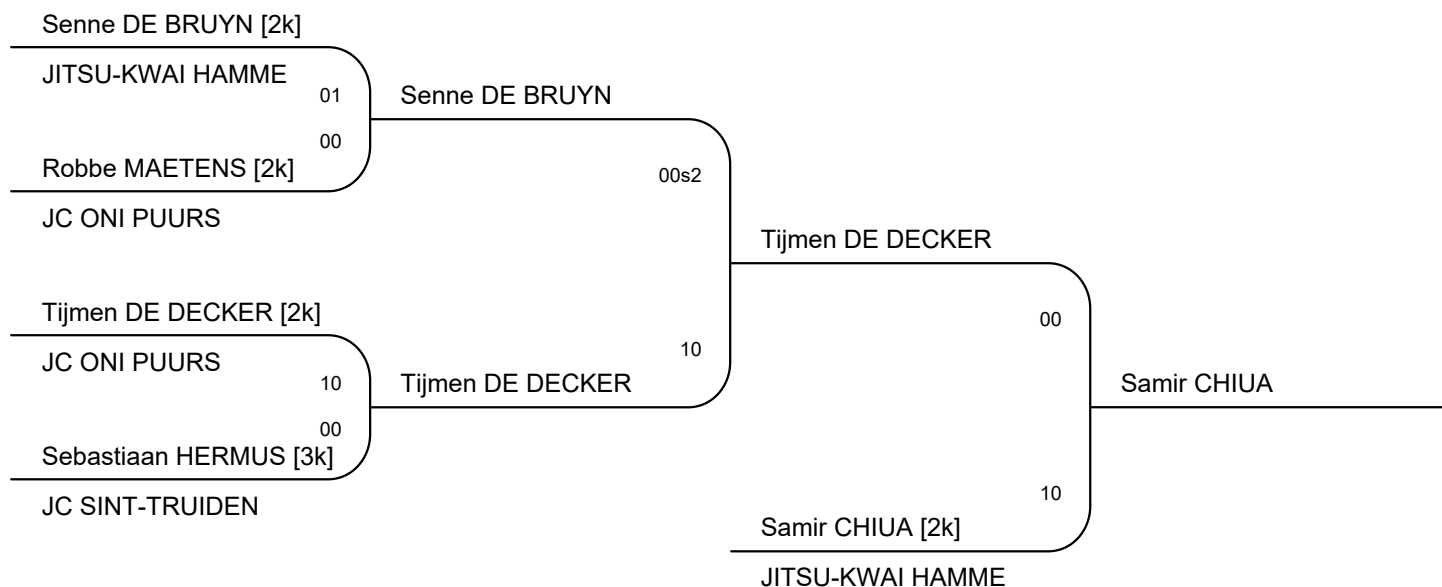 Senne DE BRUYN [2k]
JITSU-KWAI HAMME
01
Senne DE BRUYN
00
Robbe MAETENS [2k]
00s2
JC ONI PUURS
Tijmen DE DECKER
Tijmen DE DECKER [2k]
00
JC ONI PUURS
10
10
Tijmen DE DECKER
Samir CHIUA
00
Sebastiaan HERMUS [3k]
JC SINT-TRUIDEN
10
Samir CHIUA [2k]
JITSU-KWAI HAMME